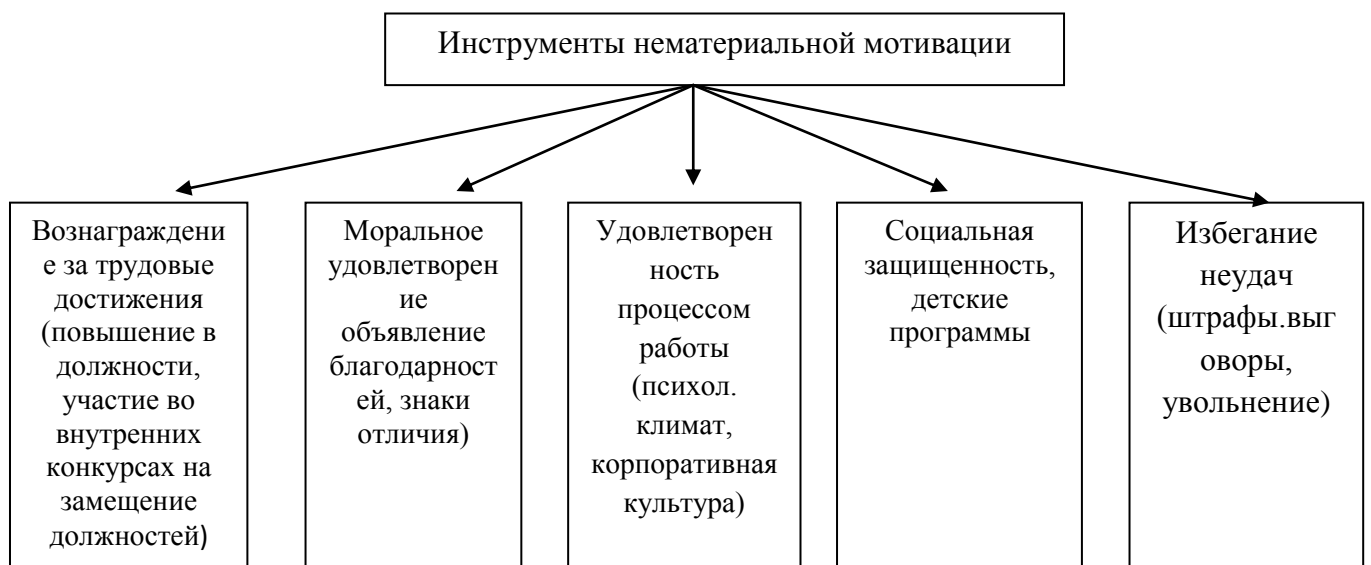 Инструменты нематериальной мотивации
Вознаграждени
е за трудовые
достижения
(повышение в
должности,
участие во
внутренних
конкурсах на
замещение
должностей)
Моральное
удовлетворен
ие
объявление
благодарност
ей, знаки
отличия)
Удовлетворен
ность
процессом
работы
(психол.
климат,
корпоративная
культура)
Социальная
защищенность,
детские
программы
Избегание
неудач
(штрафы.выг
оворы,
увольнение)